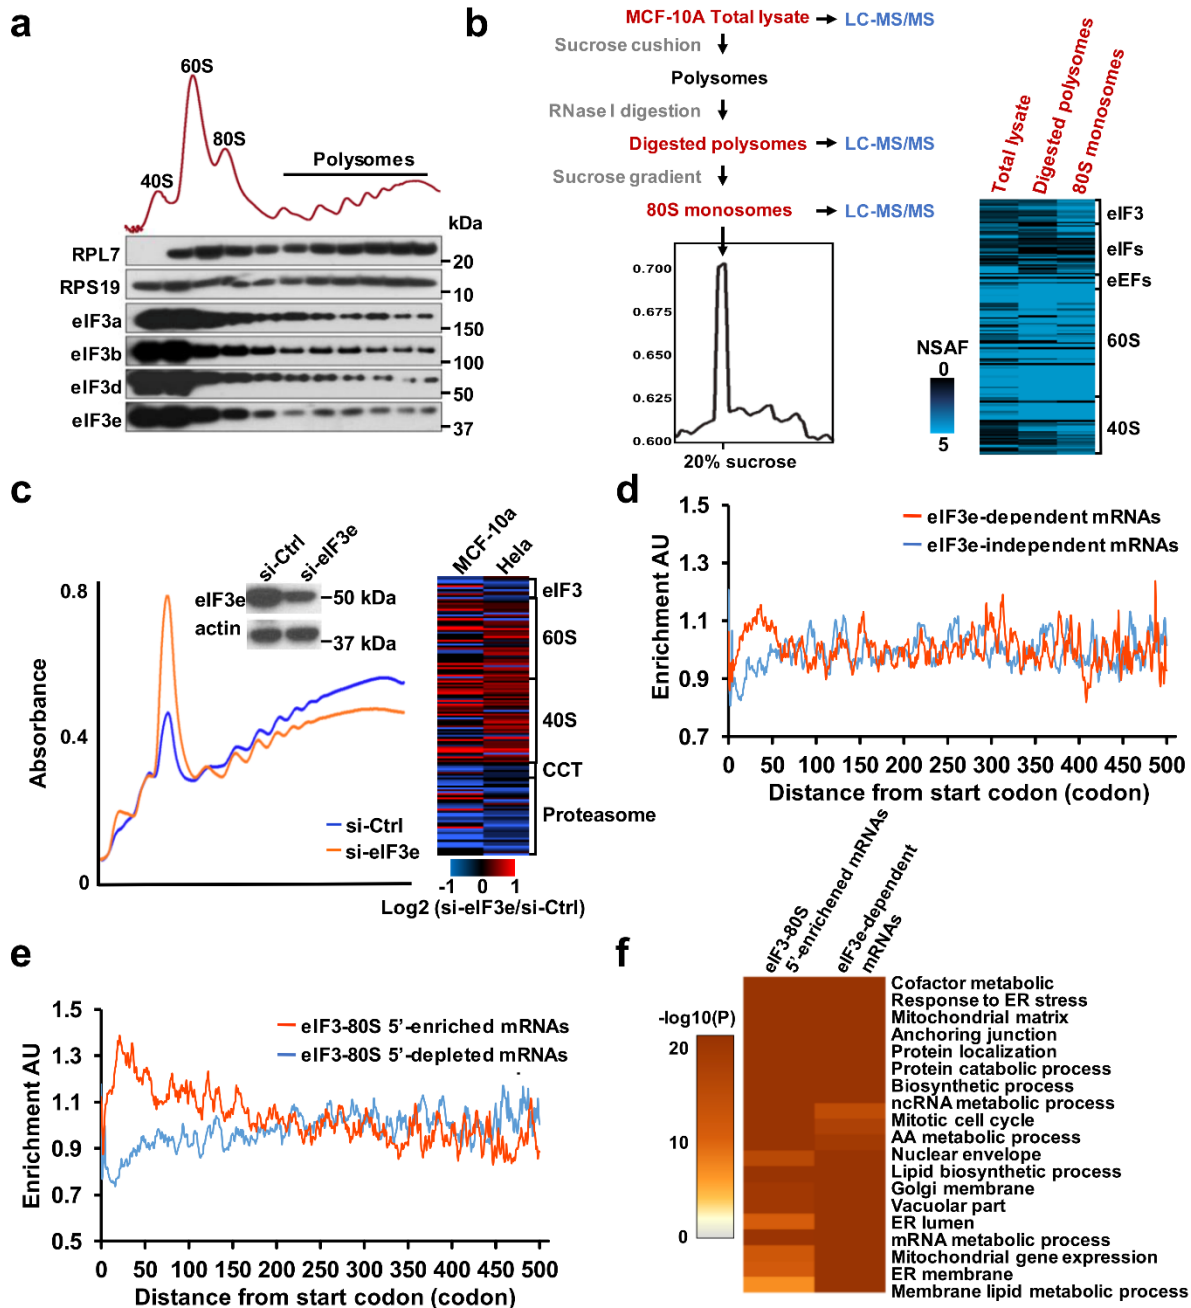 a
60S
80S
40S
Polysomes
kDa
RPL7
20
RPS19
10
eIF3a
150
eIF3b
100
eIF3d
50
eIF3e
37
b
MCF-10A Total lysate
LC-MS/MS
Sucrose cushion
Polysomes
RNase I digestion
Digested polysomes
LC-MS/MS
Sucrose gradient
80S monosomes
LC-MS/MS
0.700
0.675
0.650
0.625
0.600
20% sucrose
Total lysate
Digested polysomes
80S monosomes
eIF3
eIFs
eEFs
60S
40S
NSAF
0
5
c
Absorbance
0.8
0.4
0
si-Ctrl
si-eIF3e
eIF3e
50 kDa
actin
37 kDa
si-Ctrl
si-eIF3e
MCF-10a
Hela
eIF3
60S
40S
CCT
Proteasome
-1 0 1
Log2 (si-eIF3e/si-Ctrl)
d
Enrichment AU
1.5
1.3
1.1
0.9
0.7
eIF3e-dependent mRNAs
eIF3e-independent mRNAs
0 50 100 150 200 250 300 350 400 450 500
Distance from start codon (codon)
e
Enrichment AU
1.5
1.3
1.1
0.9
0.7
0.5
eIF3-80S 5’-enriched mRNAs
eIF3-80S 5’-depleted mRNAs
0 50 100 150 200 250 300 350 400 450 500
Distance from start codon (codon)
f
eIF3-80S
5’-enrichened mRNAs
eIF3e-dependent
mRNAs
-log10(P)
20
10
0
Cofactor metabolic
Response to ER stress
Mitochondrial matrix
Anchoring junction
Protein localization
Protein catabolic process
Biosynthetic process
ncRNA metabolic process
Mitotic cell cycle
AA metabolic process
Nuclear envelope
Lipid biosynthetic process
Golgi membrane
Vacuolar part
ER lumen
mRNA metabolic process
Mitochondrial gene expression
ER membrane
Membrane lipid metabolic process